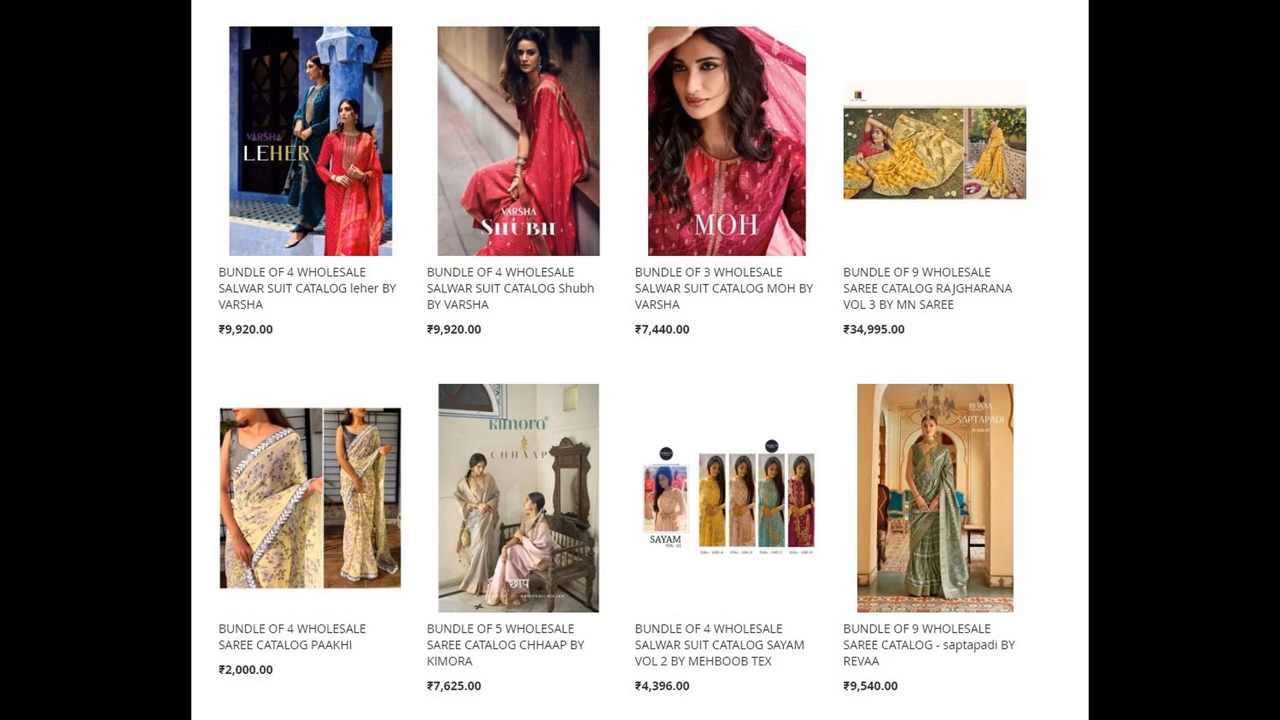 VARSHA
LEHER
VARSHA
SHUBH
VARSHA
MOH
BUNDLE OF 4 WHOLESALE
SALWAR SUIT CATALOG leher BY
VARSHA
₹9,920.00
BUNDLE OF 4 WHOLESALE
SALWAR SUIT CATALOG Shubh
BY VARSHA
₹9,920.00
BUNDLE OF 3 WHOLESALE
SALWAR SUIT CATALOG MOH BY
VARSHA
₹7,440.00
BUNDLE OF 9 WHOLESALE
SAREE CATALOG RAJGHARANA
VOL 3 BY MN SAREE
₹34,995.00
kimora
CHHAAP
छाप
SAYAM
REWAA
SAPTAPADI
BUNDLE OF 4 WHOLESALE
SAREE CATALOG PAAKHI
₹2,000.00
BUNDLE OF 5 WHOLESALE
SAREE CATALOG CHHAAP BY
KIMORA
₹7,625.00
BUNDLE OF 4 WHOLESALE
SALWAR SUIT CATALOG SAYAM
VOL 2 BY MEHBOOB TEX
₹4,396.00
BUNDLE OF 9 WHOLESALE
SAREE CATALOG - saptapadi BY
REVAA
₹9,540.00